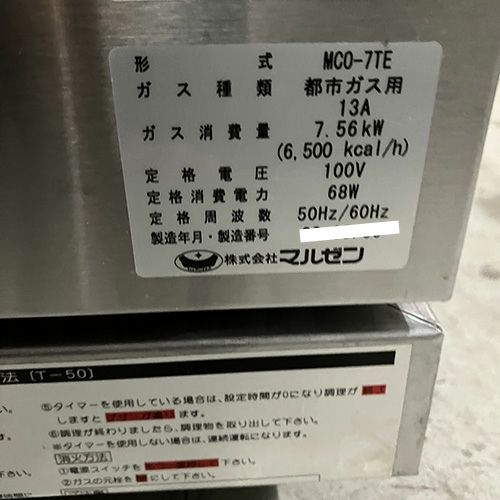 形 式 MCO-7TE
ガス種類 都市ガス用
13A
ガス消費量 7.56kW
(6,500 kcal/h)
定格電圧 100V
定格消費電力 68W
定格周波数 50Hz/60Hz
製造年月・製造番号
株式会社マルゼン
法〔T-50〕
⑤タイマーを使用している場合は、設定時間が0になり調理が終了
しますと ます。
⑥調理が終わりましたら、調理物を取り出して下さい。
※タイマーを使用しない場合は、連続運転になります。
消火方法
①電源スイッチを 下さい。
②ガスの元栓を にして下さい。